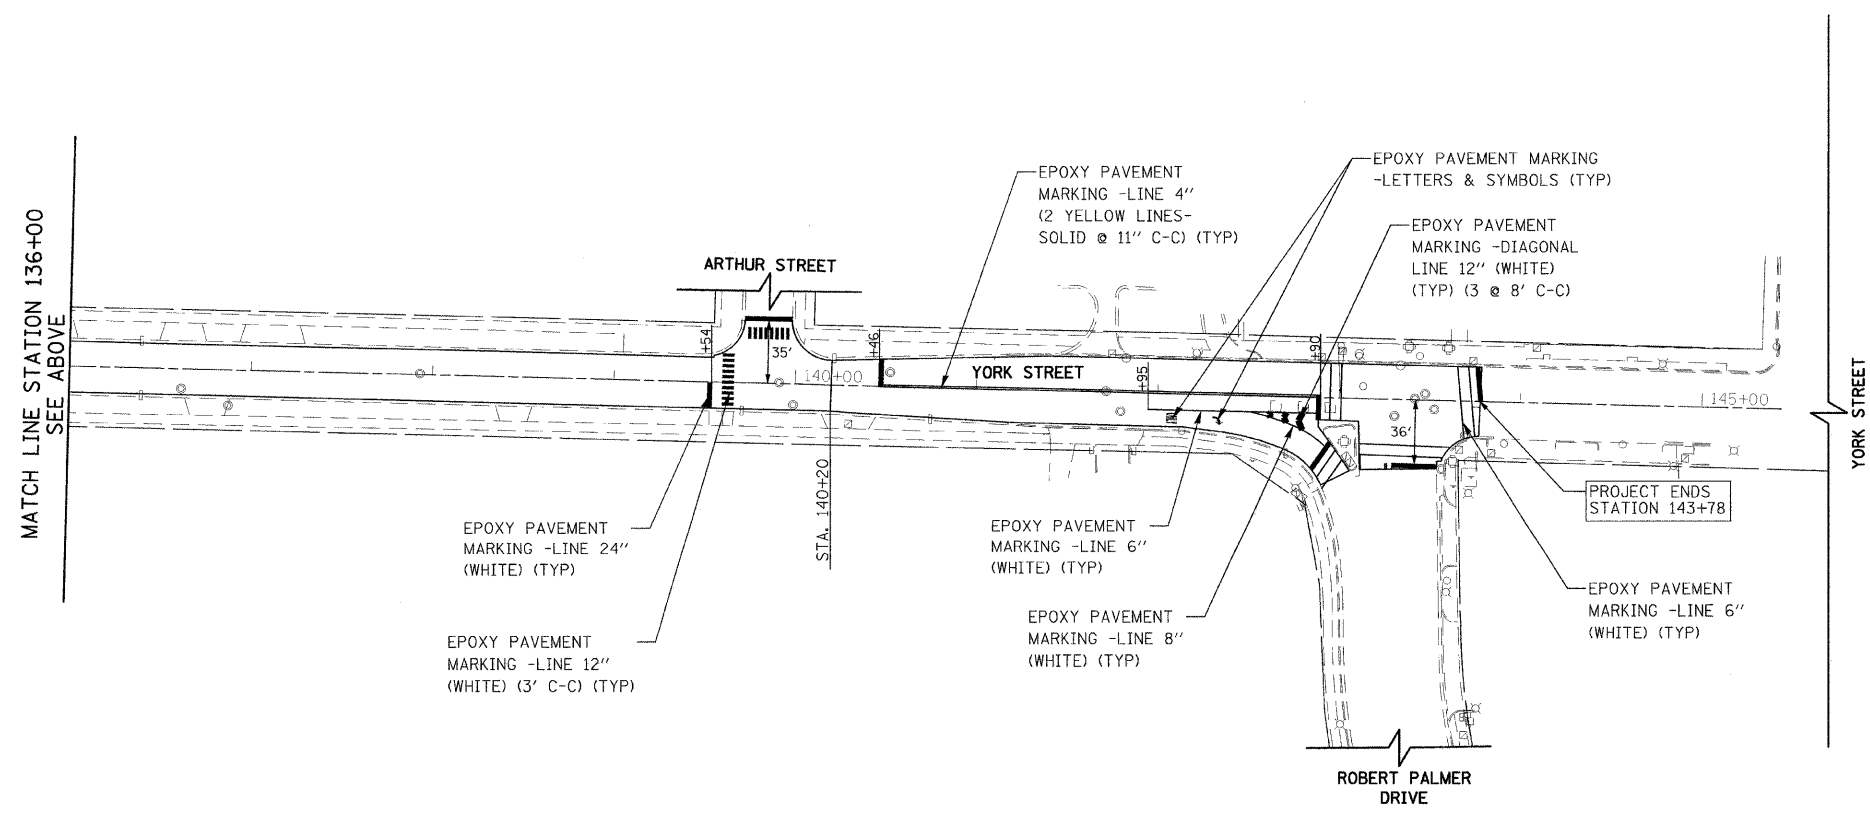 MATCH LINE STATION 136+00
SEE ABOVE
ARTHUR STREET
+54
35'
140+00
+46
YORK STREET
+95
+90
36'
145+00
STA. 140+20
EPOXY PAVEMENT
MARKING -LINE 4"
(2 YELLOW LINES-
SOLID @ 11" C-C) (TYP)
EPOXY PAVEMENT MARKING
-LETTERS & SYMBOLS (TYP)
EPOXY PAVEMENT
MARKING -DIAGONAL
LINE 12" (WHITE)
(TYP) (3 @ 8' C-C)
EPOXY PAVEMENT
MARKING -LINE 24"
(WHITE) (TYP)
EPOXY PAVEMENT
MARKING -LINE 12"
(WHITE) (3' C-C) (TYP)
EPOXY PAVEMENT
MARKING -LINE 6"
(WHITE) (TYP)
EPOXY PAVEMENT
MARKING -LINE 8"
(WHITE) (TYP)
PROJECT ENDS
STATION 143+78
EPOXY PAVEMENT
MARKING -LINE 6"
(WHITE) (TYP)
ROBERT PALMER
DRIVE
YORK STREET